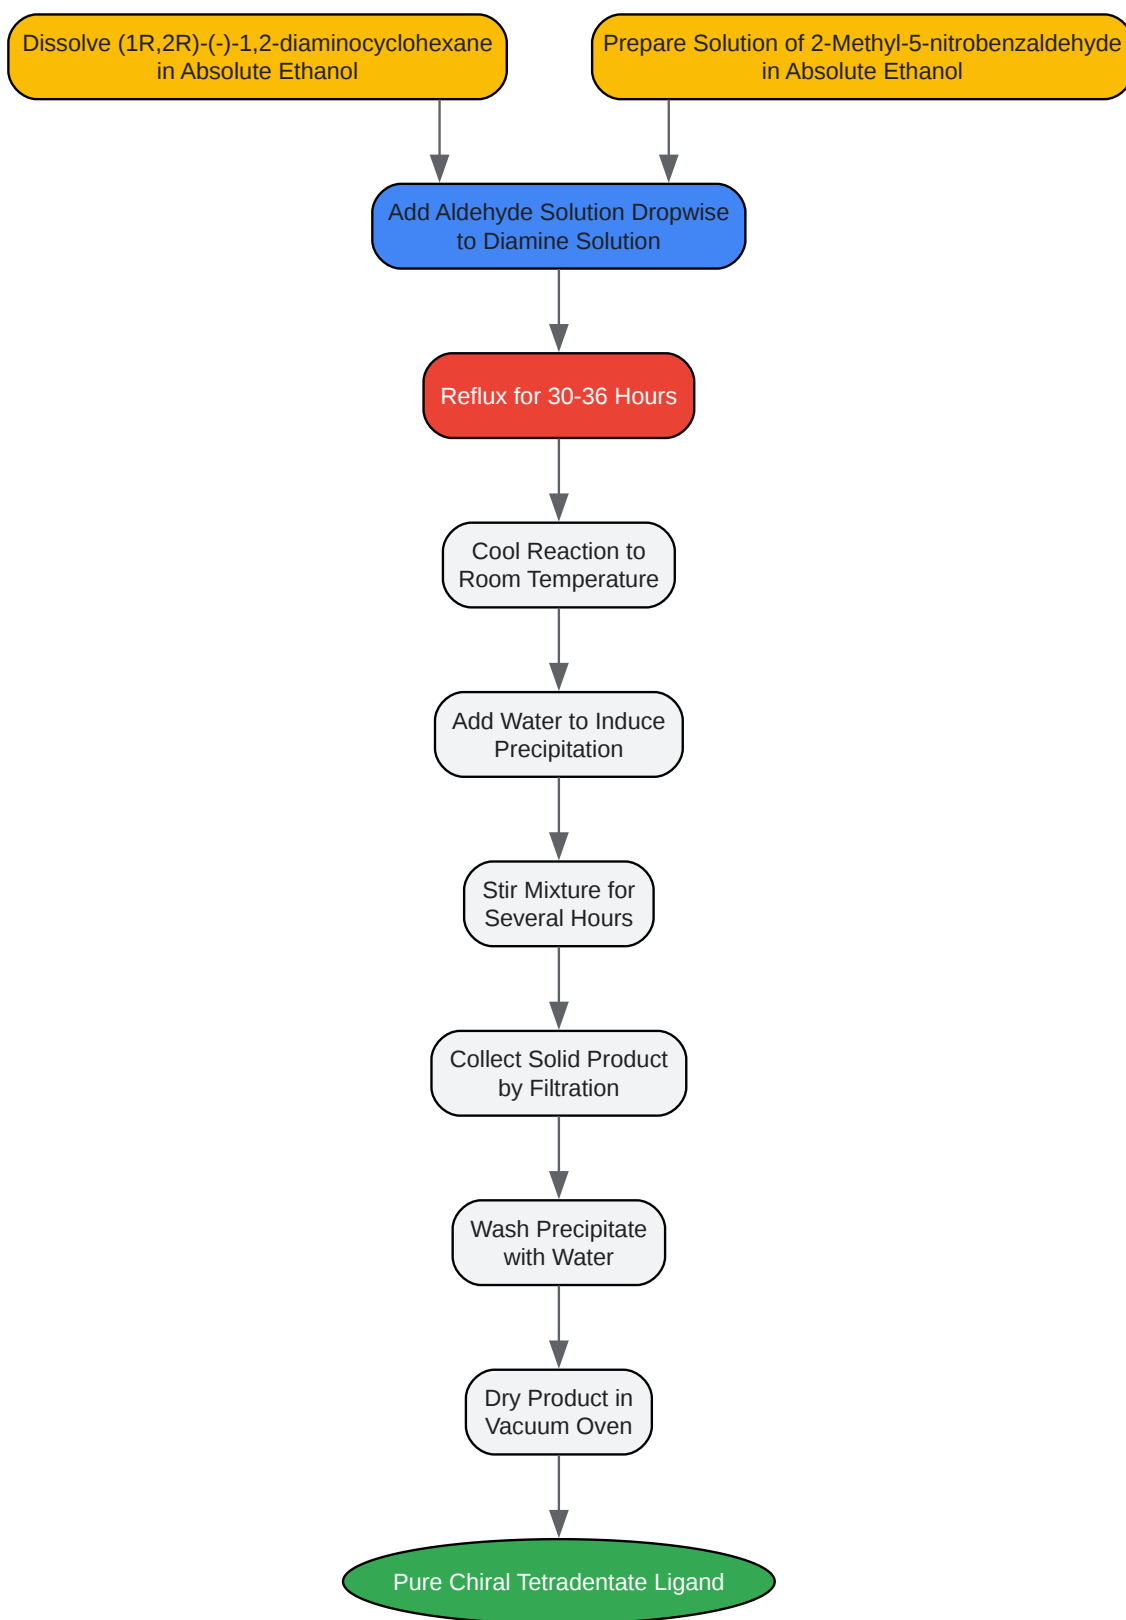 Dissolve (1R,2R)-(-)-1,2-diaminocyclohexane
in Absolute Ethanol
Prepare Solution of 2-Methyl-5-nitrobenzaldehyde
in Absolute Ethanol
Add Aldehyde Solution Dropwise
to Diamine Solution
Reflux for 30-36 Hours
Cool Reaction to
Room Temperature
Add Water to Induce
Precipitation
Stir Mixture for
Several Hours
Collect Solid Product
by Filtration
Wash Precipitate
with Water
Dry Product in
Vacuum Oven
Pure Chiral Tetradentate Ligand